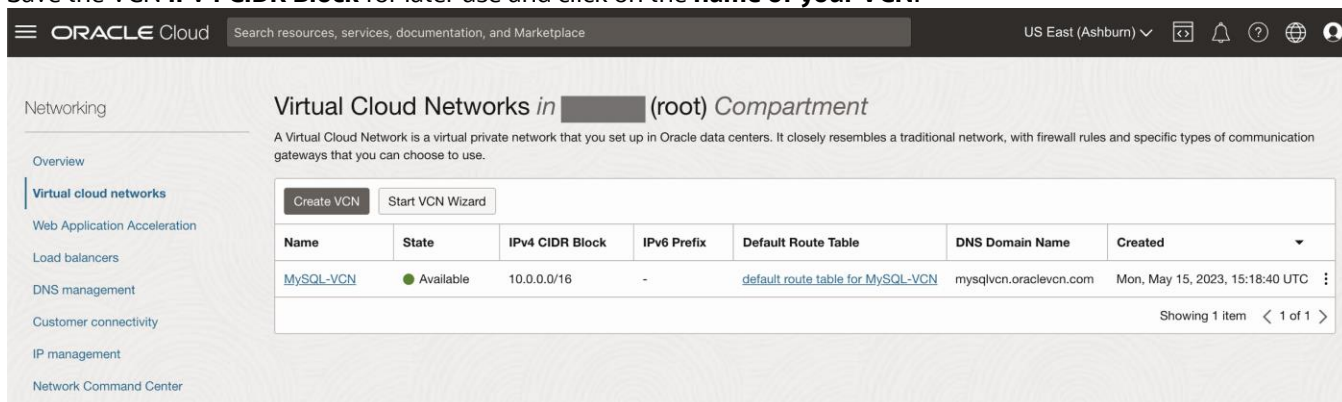 Save the VCN IPv4 CIDR Block for later use and click on the name of your VCN.
ORACLE Cloud
Search resources, services, documentation, and Marketplace
US East (Ashburn)
Networking
Overview
Virtual cloud networks
Web Application Acceleration
Load balancers
DNS management
Customer connectivity
IP management
Network Command Center
Virtual Cloud Networks in (root) Compartment
A Virtual Cloud Network is a virtual private network that you set up in Oracle data centers. It closely resembles a traditional network, with firewall rules and specific types of communication
gateways that you can choose to use.
Create VCN Start VCN Wizard
Name State IPv4 CIDR Block IPv6 Prefix Default Route Table DNS Domain Name Created
MySQL-VCN Available 10.0.0.0/16 - default route table for MySQL-VCN mysqlvcn.oraclevcn.com Mon, May 15, 2023, 15:18:40 UTC
Showing 1 item < 1 of 1 >